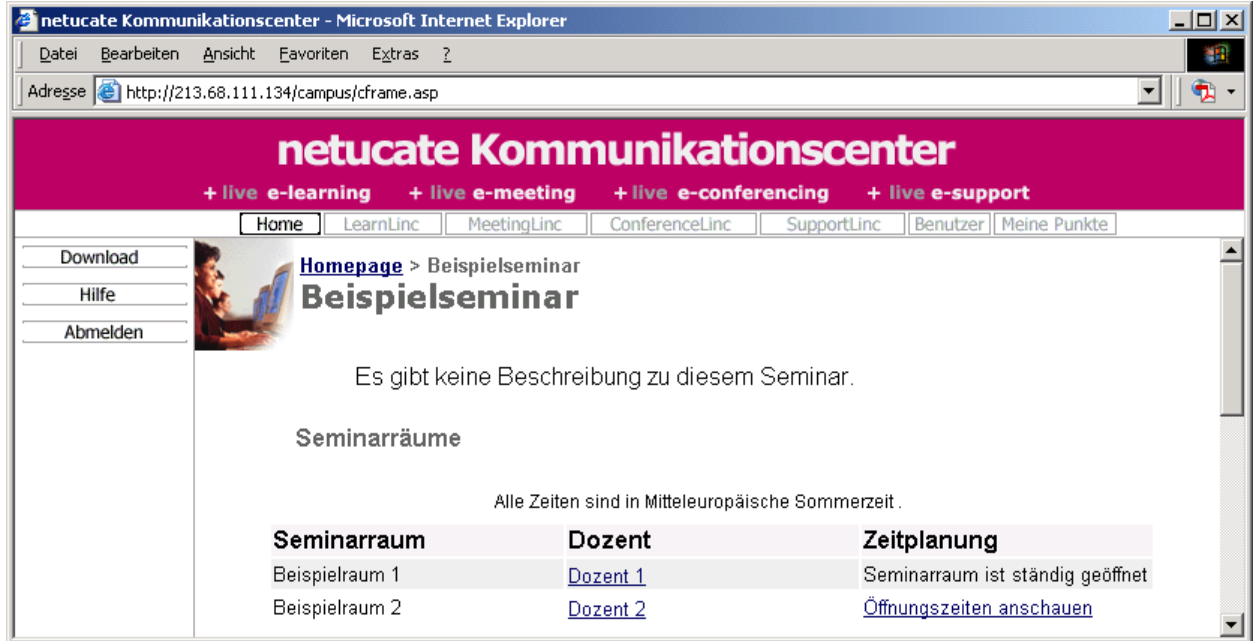 netucate Kommunikationscenter - Microsoft Internet Explorer
Datei Bearbeiten Ansicht Favoriten Extras ?
Adresse http://213.68.111.134/campus/cframe.asp
netucate Kommunikationscenter
+ live e-learning + live e-meeting + live e-conferencing + live e-support
Home LearnLinc MeetingLinc ConferenceLinc SupportLinc Benutzer Meine Punkte
Download
Hilfe
Abmelden
Homepage > Beispielseminar
Beispielseminar
Es gibt keine Beschreibung zu diesem Seminar.
Seminarräume
Alle Zeiten sind in Mitteleuropäische Sommerzeit .
Seminarraum Dozent Zeitplanung
Beispielraum 1 Dozent 1 Seminarraum ist ständig geöffnet
Beispielraum 2 Dozent 2 Öffnungszeiten anschauen